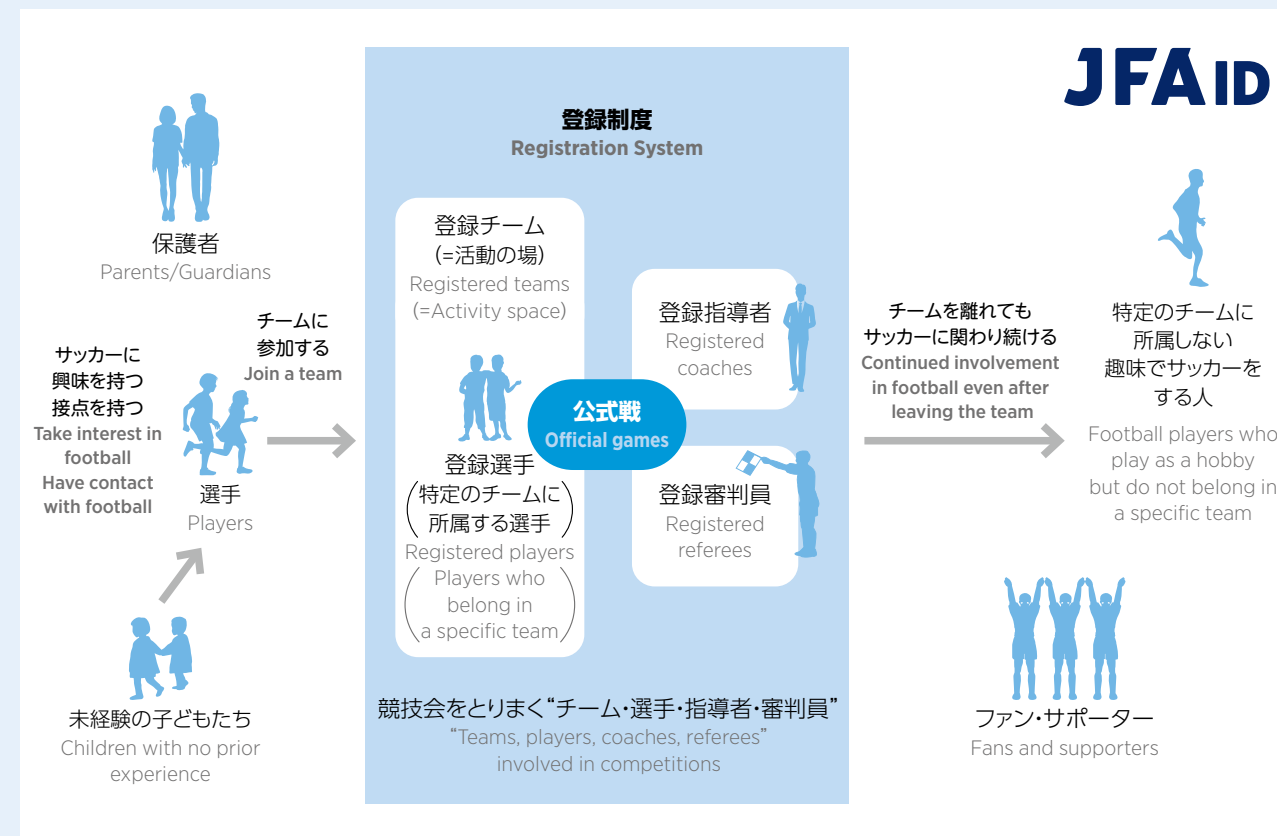 JFA ID
保護者
Parents/Guardians
サッカーに
興味を持つ
接点を持つ
Take interest in
football
Have contact
with football
選手
Players
チームに
参加する
Join a team
未経験の子どもたち
Children with no prior
experience
登録制度
Registration System
登録チーム
(=活動の場)
Registered teams
(=Activity space)
登録選手
(特定のチームに
所属する選手)
Registered players
(Players who
belong in
a specific team)
公式戦
Official games
登録指導者
Registered
coaches
登録審判員
Registered
referees
競技会をとりまく“チーム・選手・指導者・審判員”
“Teams, players, coaches, referees”
involved in competitions
チームを離れても
サッカーに関わり続ける
Continued involvement
in football even after
leaving the team
特定のチームに
所属しない
趣味でサッカーを
する人
Football players who
play as a hobby
but do not belong in
a specific team
ファン・サポーター
Fans and supporters